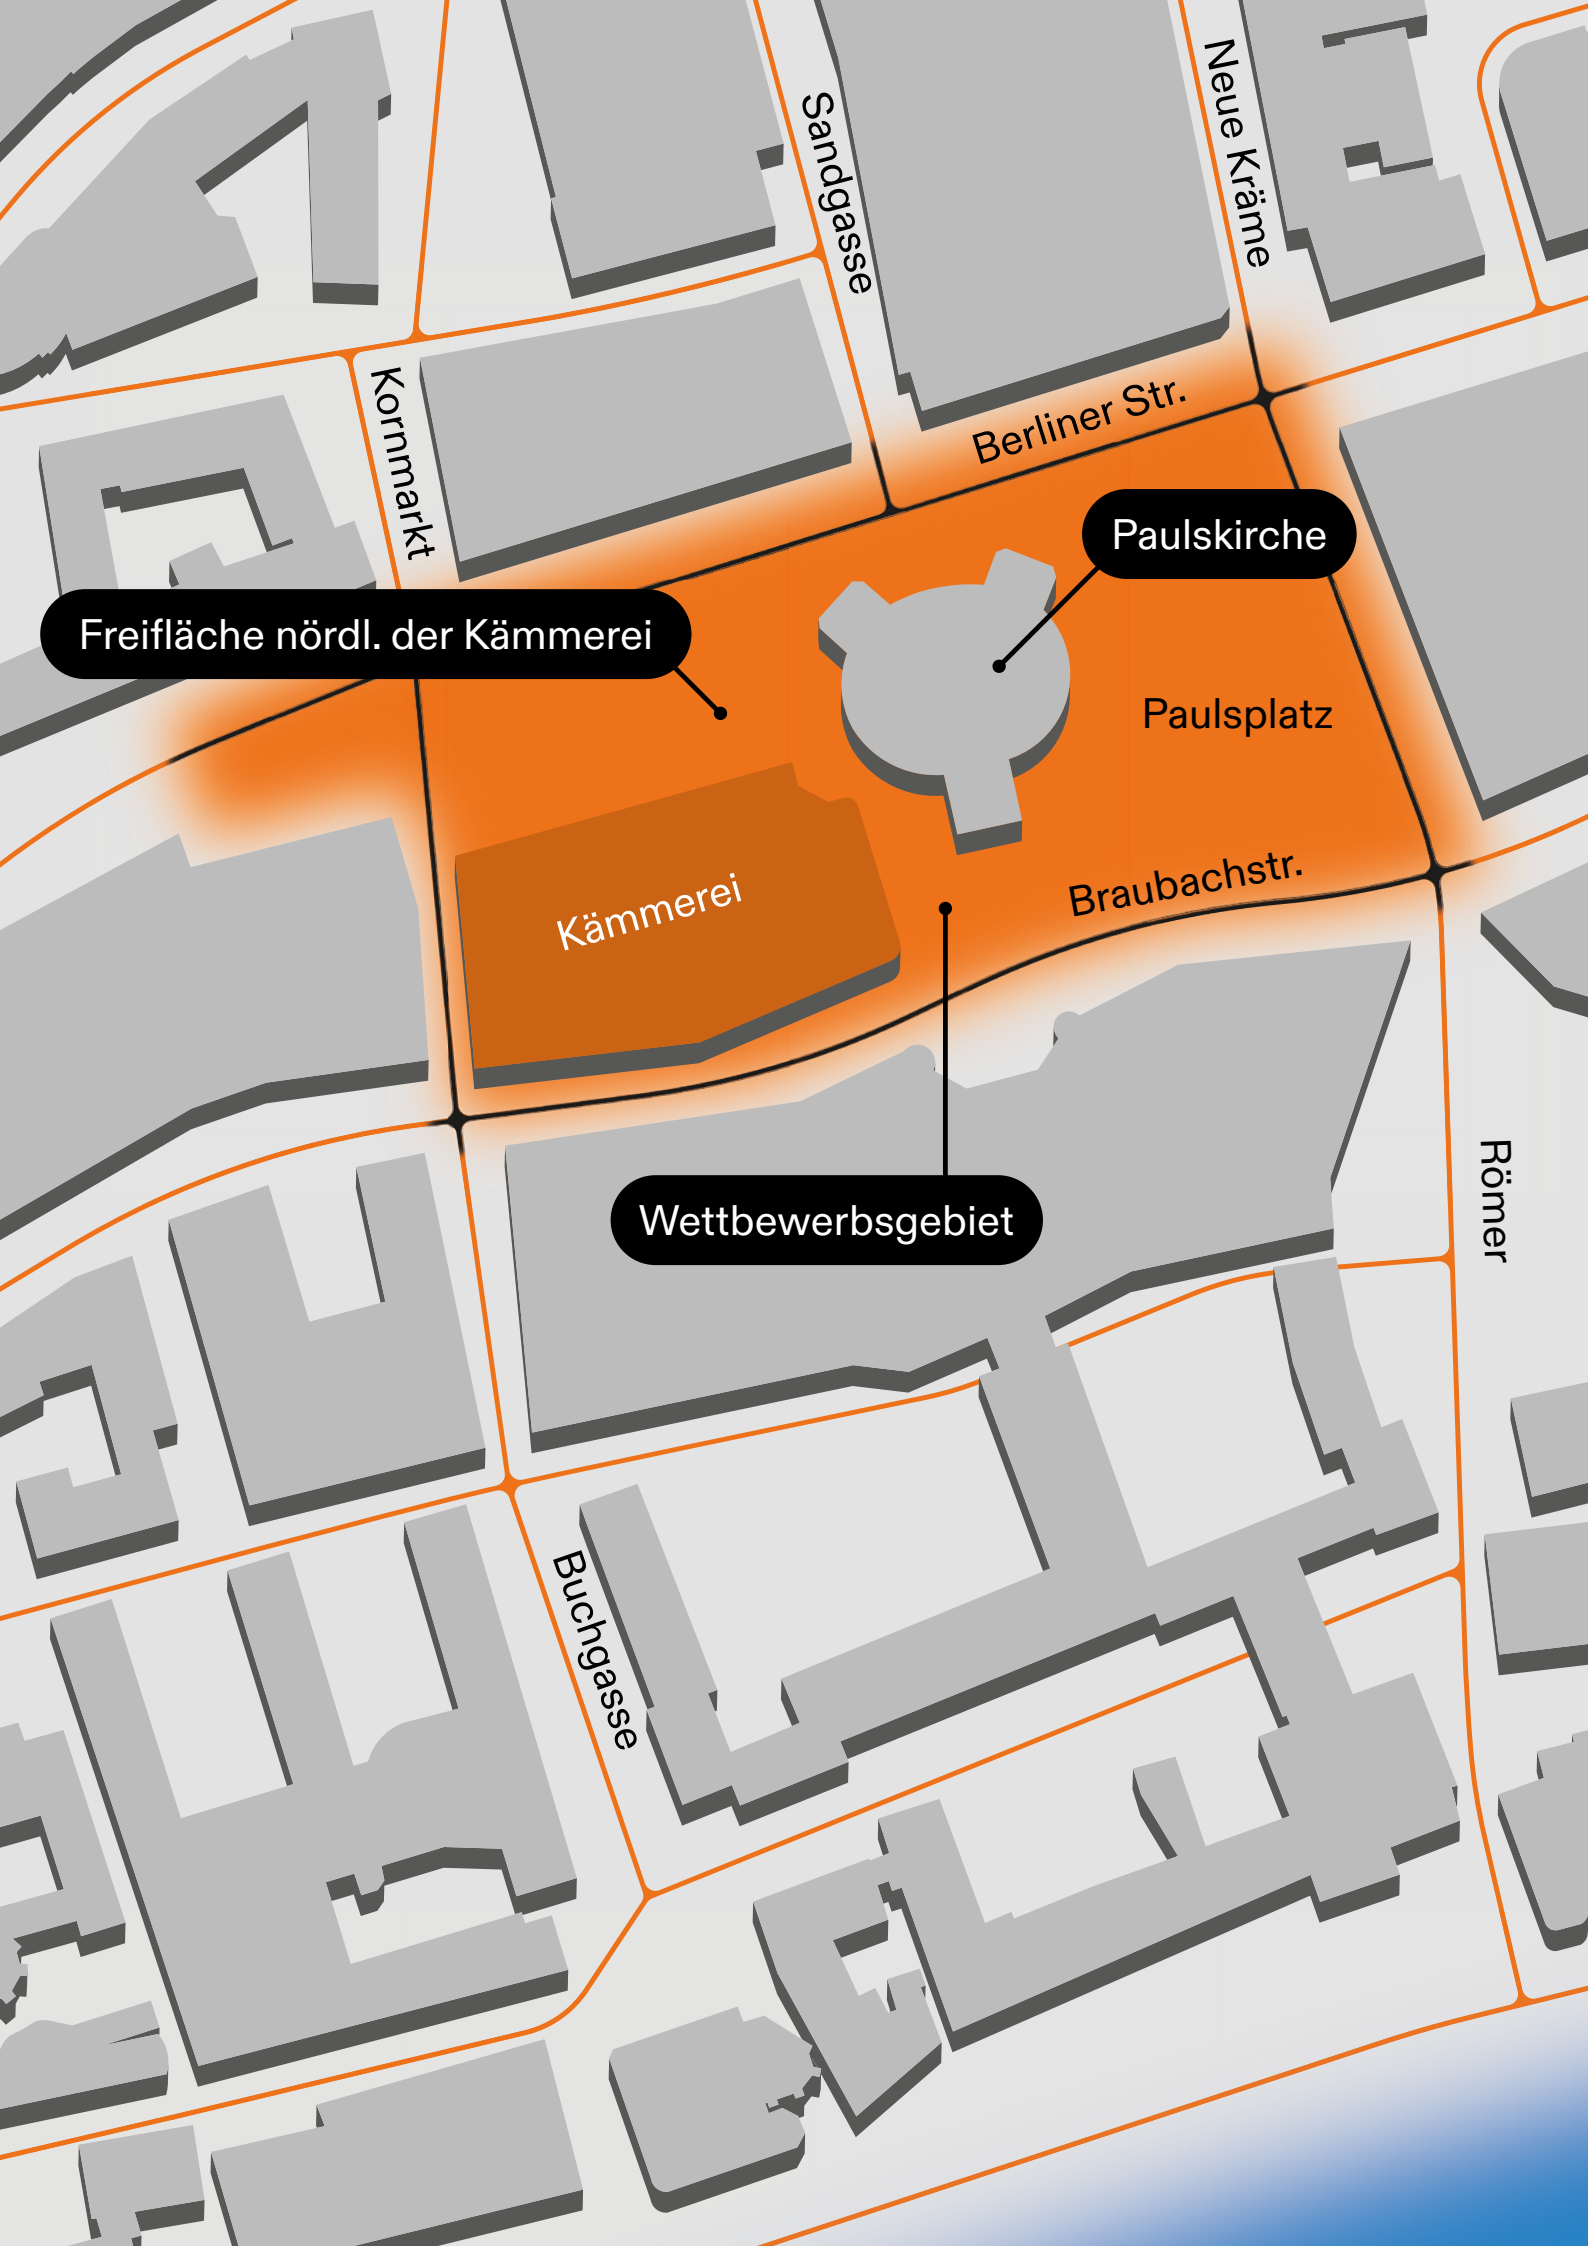 Neue Kräme
Sandgasse
Kornmarkt
Berliner Str.
Paulskirche
Freifläche nördl. der Kämmerei
Paulsplatz
Braubachstr.
Kämmerei
Wettbewerbsgebiet
Römer
Buchgasse